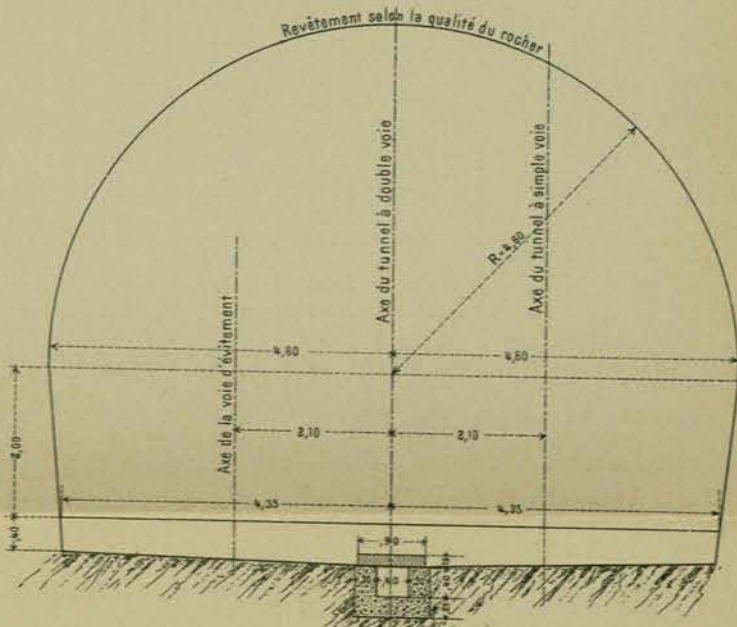 Revêtement selon la qualité du rocher
Axe du tunnel à double voie
Axe du tunnel à simple voie
R=4,60
Axe de la voie d'évitement
4,60
4,60
2,00
2,10
2,10
4,35
4,35
,40
,90
,40